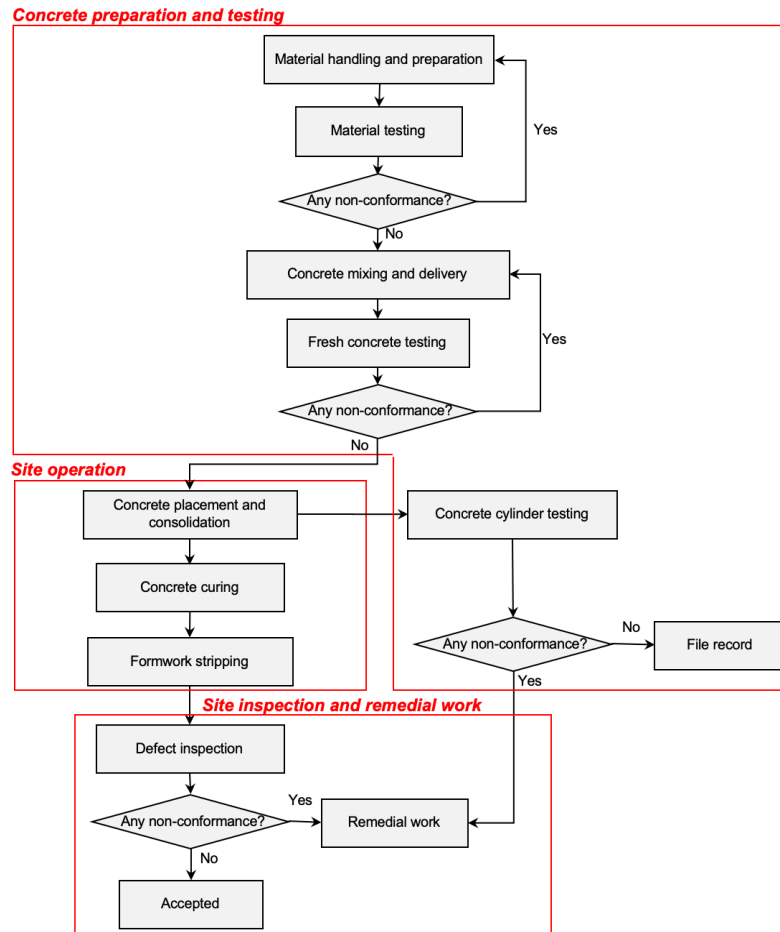 Concrete preparation and testing
Material handling and preparation
Material testing
Yes
Any non-conformance?
No
Concrete mixing and delivery
Fresh concrete testing
Yes
Any non-conformance?
No
Site operation
Concrete placement and
consolidation
Concrete cylinder testing
Concrete curing
Any non-conformance?
No
File record
Formwork stripping
Yes
Site inspection and remedial work
Defect inspection
Any non-conformance?
Yes
Remedial work
No
Accepted